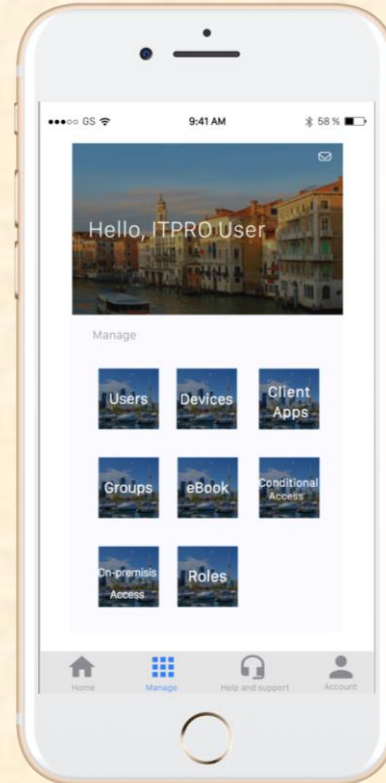 GS 9:41 AM 58 %
Hello, ITPRO User
Manage
Users Devices Client
Apps
Groups eBook Conditional
Access
On-premisis Roles
Access
Home Manage Help and support Account